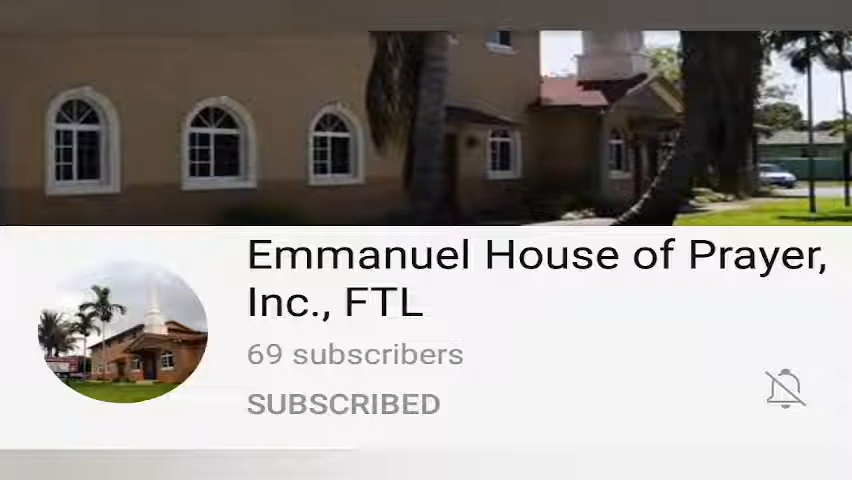 Emmanuel House of Prayer,
Inc., FTL
69 subscribers
SUBSCRIBED